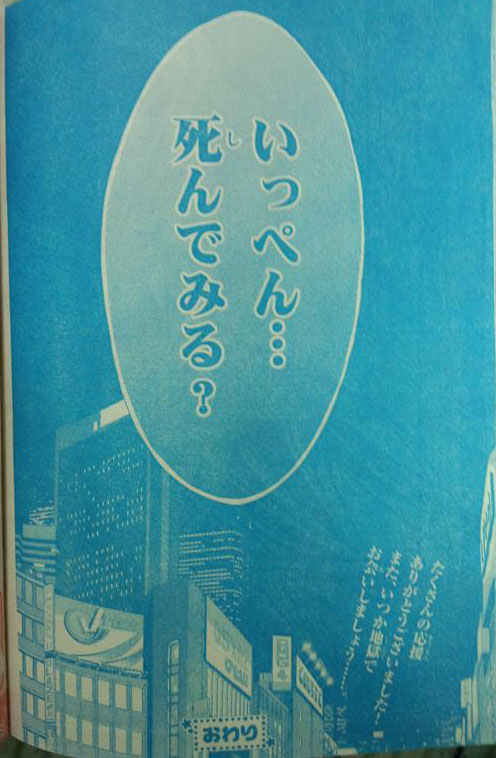 いっぺん…
死んでみる?
し
たくさんの応援
ありがとうございました!
また、いつか地獄で
お会いしましょう……。
おわり